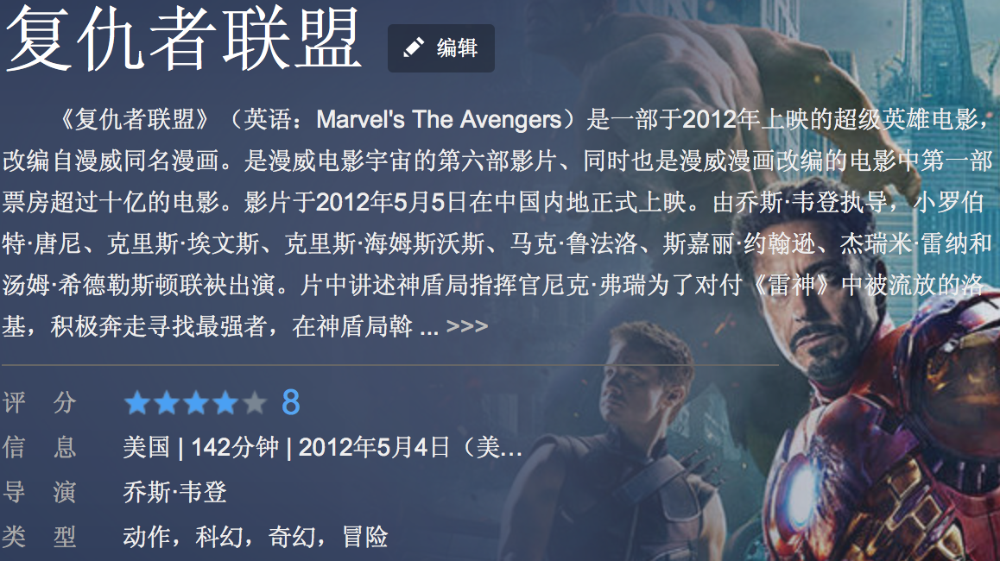 复仇者联盟
编辑
《复仇者联盟》（英语：Marvel's The Avengers）是一部于2012年上映的超级英雄电影，
改编自漫威同名漫画。是漫威电影宇宙的第六部影片、同时也是漫威漫画改编的电影中第一部
票房超过十亿的电影。影片于2012年5月5日在中国内地正式上映。由乔斯·韦登执导，小罗伯
特·唐尼、克里斯·埃文斯、克里斯·海姆斯沃斯、马克·鲁法洛、斯嘉丽·约翰逊、杰瑞米·雷纳和
汤姆·希德勒斯顿联袂出演。片中讲述神盾局指挥官尼克·弗瑞为了对付《雷神》中被流放的洛
基，积极奔走寻找最强者，在神盾局斡 ... >>>
评 分 8
信 息 美国 | 142分钟 | 2012年5月4日（美...
导 演 乔斯·韦登
类 型 动作，科幻，奇幻，冒险